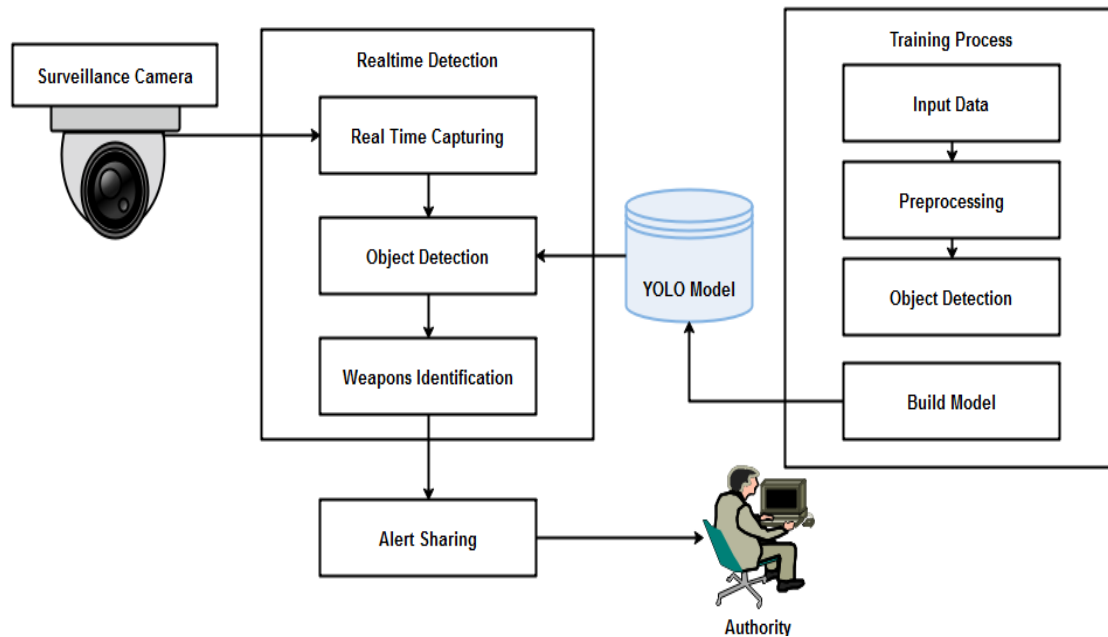 Surveillance Camera
Realtime Detection
Real Time Capturing
Object Detection
Weapons Identification
Alert Sharing
YOLO Model
Training Process
Input Data
Preprocessing
Object Detection
Build Model
Authority